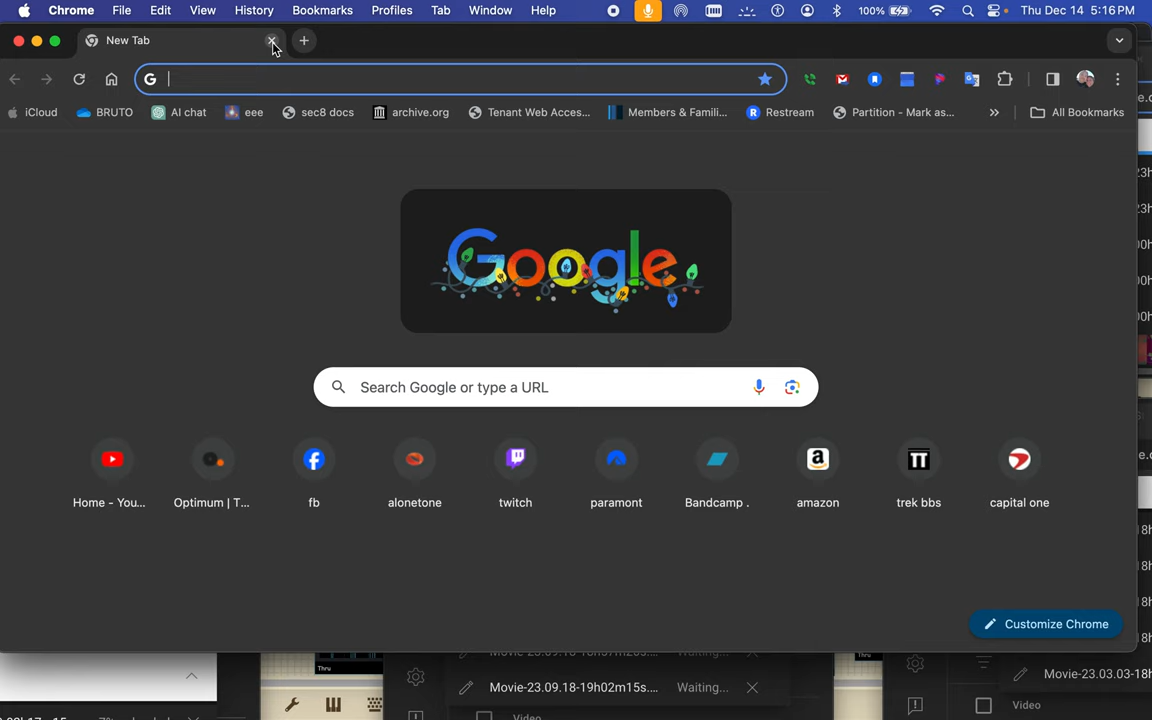 Chrome File Edit View History Bookmarks Profiles Tab Window Help 100% Thu Dec 14 5:16 PM
New Tab
G
iCloud BRUTO AI chat eee sec8 docs archive.org Tenant Web Acces... Members & Famili... Restream Partition - Mark as... » All Bookmarks
Google
Search Google or type a URL
Home - You... Optimum | T... fb alonetone twitch paramont Bandcamp . amazon trek bbs capital one
Customize Chrome
Thru
Waiting...
Thru
Movie-23.03.03-18h
Movie-23.09.18-19h02m15s.... Waiting...
Video
Video